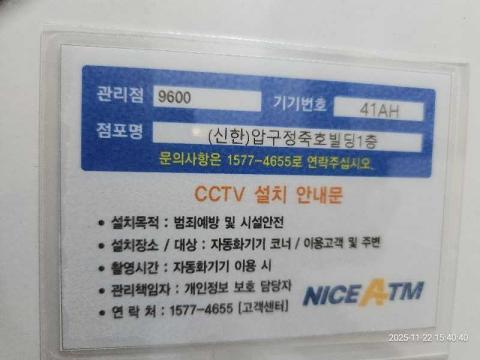 관리점 9600 기기번호 41AH
점포명 (신한)압구정죽호빌딩1층
문의사항은 1577-4655로 연락주십시오.
CCTV 설치 안내문
• 설치목적 : 범죄예방 및 시설안전
• 설치장소 / 대상 : 자동화기기 코너 / 이용고객 및 주변
• 촬영시간 : 자동화기기 이용 시
• 관리책임자 : 개인정보 보호 담당자
• 연 락 처 : 1577-4655 [고객센터]
NICE ATM
2025-11-22 15:40:40